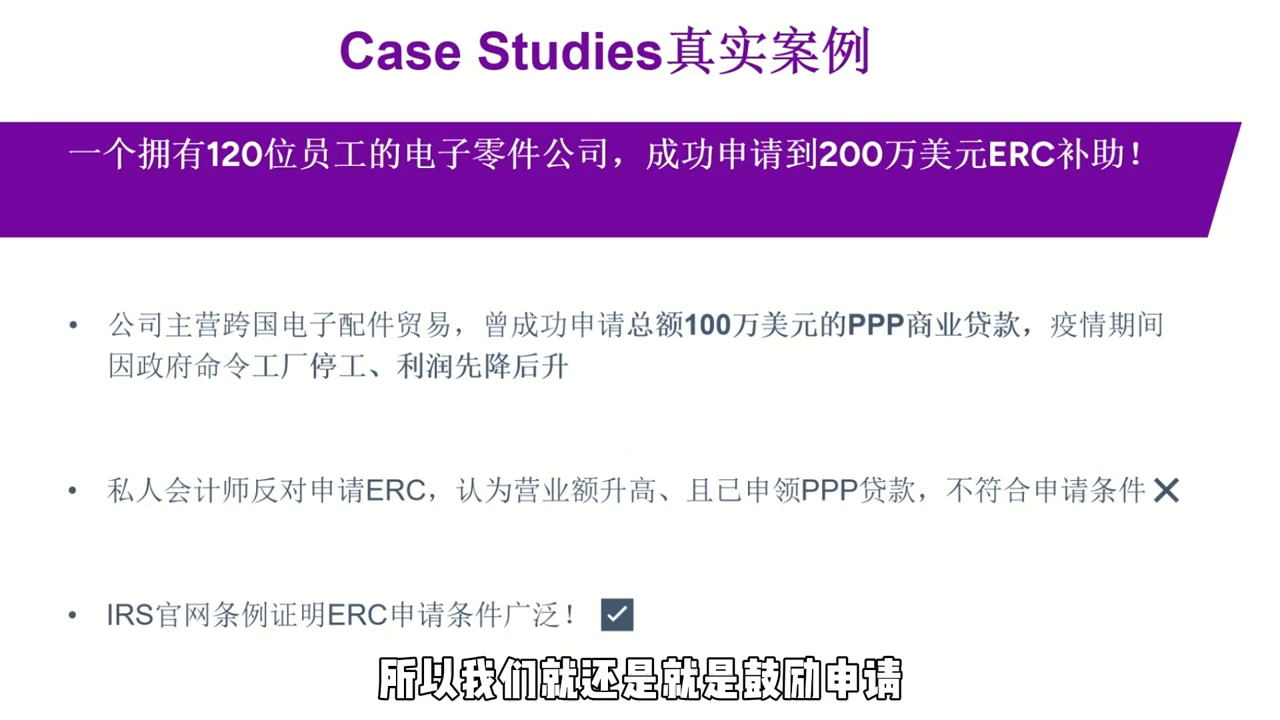 Case Studies真实案例
一个拥有120位员工的电子零件公司，成功申请到200万美元ERC补助！
• 公司主营跨国电子配件贸易，曾成功申请总额100万美元的PPP商业贷款，疫情期间
因政府命令工厂停工、利润先降后升
• 私人会计师反对申请ERC，认为营业额升高、且已申领PPP贷款，不符合申请条件❌
• IRS官网条例证明ERC申请条件广泛！ ☑
所以我们就还是就是鼓励申请